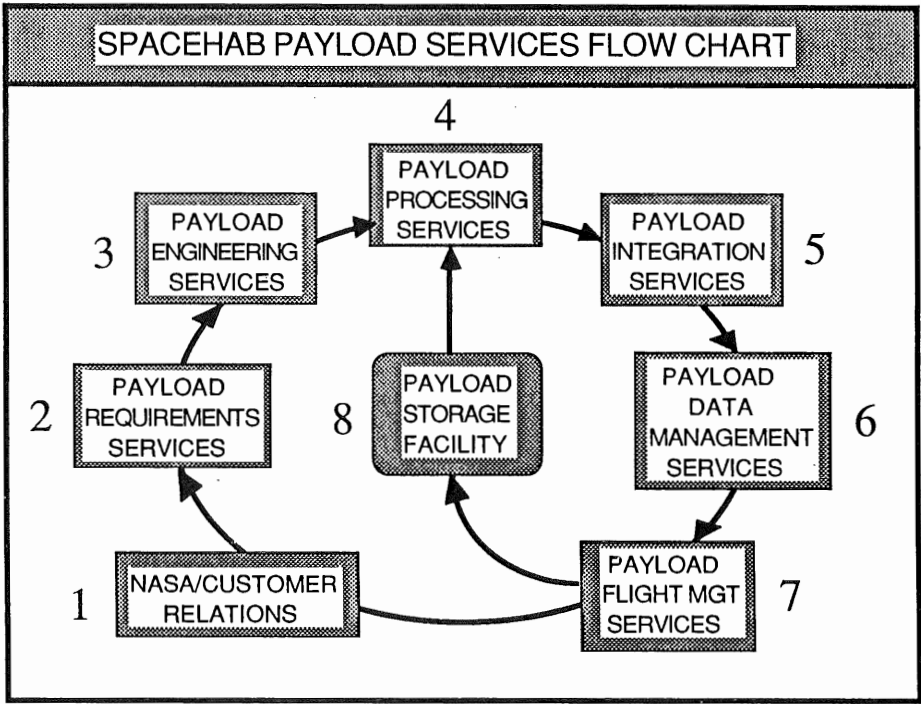 SPACEHAB PAYLOAD SERVICES FLOW CHART
1
NASA/CUSTOMER
RELATIONS
2
PAYLOAD
REQUIREMENTS
SERVICES
3
PAYLOAD
ENGINEERING
SERVICES
4
PAYLOAD
PROCESSING
SERVICES
5
PAYLOAD
INTEGRATION
SERVICES
6
PAYLOAD
DATA
MANAGEMENT
SERVICES
7
PAYLOAD
FLIGHT MGT
SERVICES
8
PAYLOAD
STORAGE
FACILITY